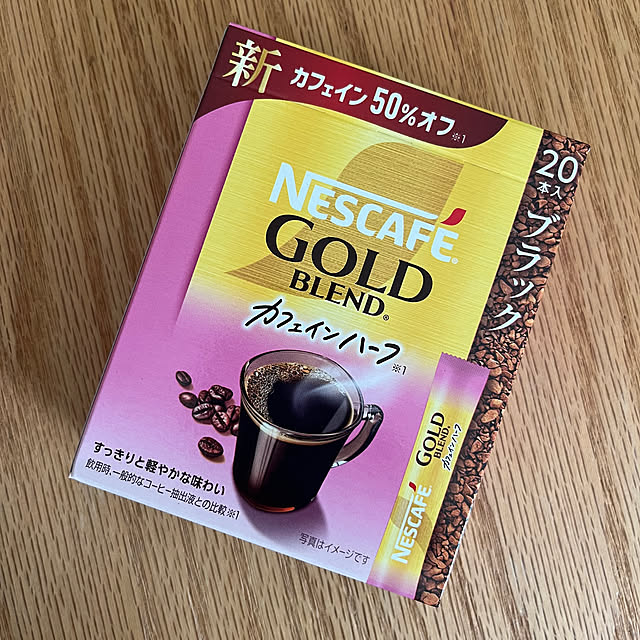 新 カフェイン 50%オフ※1
20
本入
ブラック
NESCAFÉ®
GOLD
BLEND®
カフェインハーフ※1
すっきりと軽やかな味わい
飲用時、一般的なコーヒー抽出液との比較※1
写真はイメージです
NESCAFÉ
GOLD
BLEND
カフェインハーフ